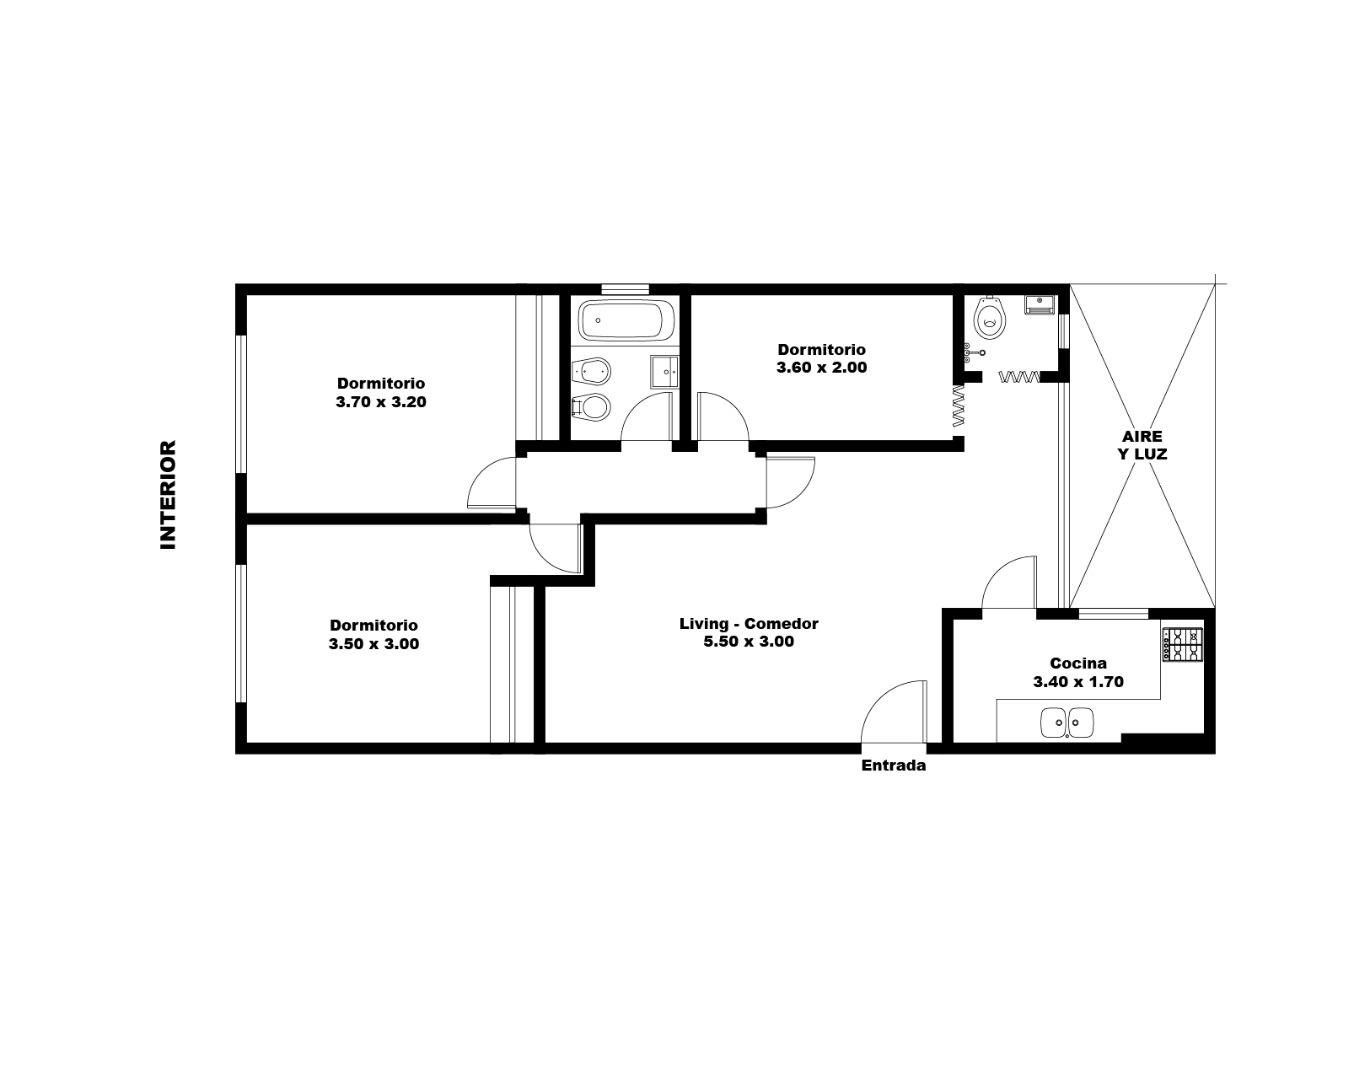 INTERIOR
Dormitorio
3.70 x 3.20
Dormitorio
3.60 x 2.00
AIRE
Y LUZ
Dormitorio
3.50 x 3.00
Living - Comedor
5.50 x 3.00
Cocina
3.40 x 1.70
Entrada